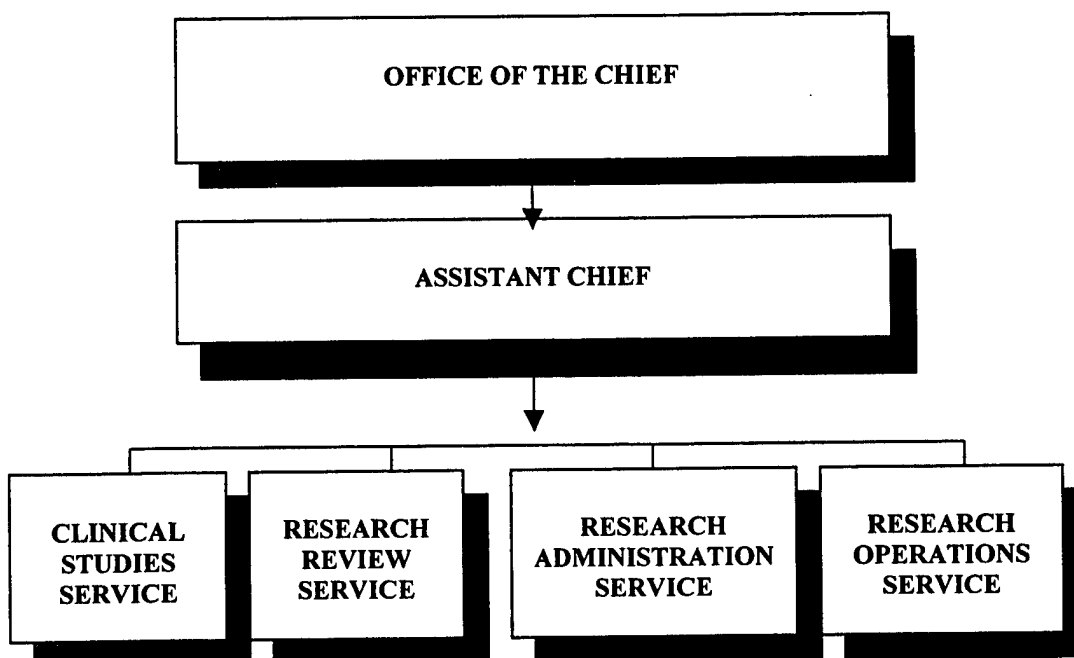 OFFICE OF THE CHIEF
ASSISTANT CHIEF
CLINICAL
STUDIES
SERVICE
RESEARCH
REVIEW
SERVICE
RESEARCH
ADMINISTRATION
SERVICE
RESEARCH
OPERATIONS
SERVICE